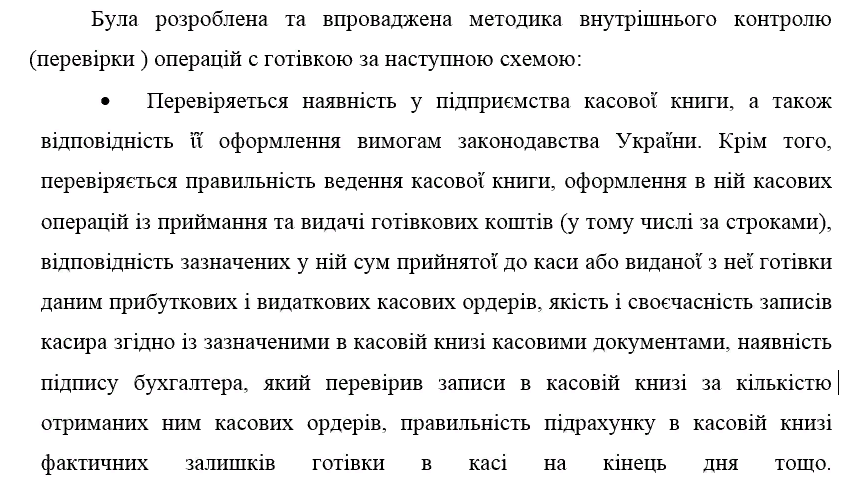 Була розроблена та впроваджена методика внутрішнього контролю
(перевірки ) операцій с готівкою за наступною схемою:
• Перевіряеться наявність у підприємства касової книги, а також
відповідність її оформлення вимогам законодавства України. Крім того,
перевіряється правильність ведення касової книги, оформлення в ній касових
операцій із приймання та видачі готівкових коштів (у тому числі за строками),
відповідність зазначених у ній сум прийнятої до каси або виданої з неї готівки
даним прибуткових і видаткових касових ордерів, якість і своєчасність записів
касира згідно із зазначеними в касовій книзі касовими документами, наявність
підпису бухгалтера, який перевірив записи в касовій книзі за кількістю
отриманих ним касових ордерів, правильність підрахунку в касовій книзі
фактичних залишків готівки в касі на кінець дня тощо.